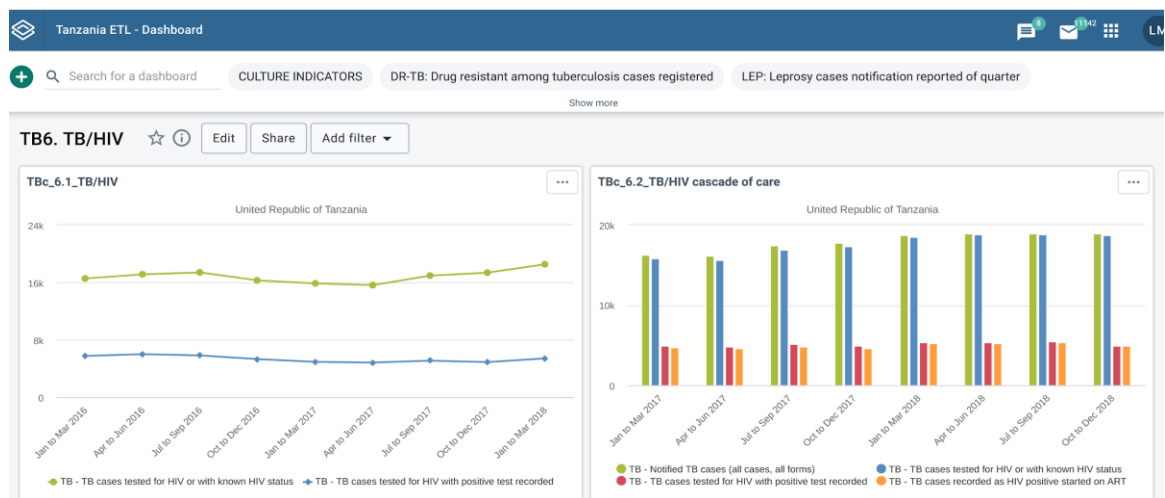 Tanzania ETL - Dashboard
8
11142
LM
Search for a dashboard
CULTURE INDICATORS
DR-TB: Drug resistant among tuberculosis cases registered
LEP: Leprosy cases notification reported of quarter
Show more
TB6. TB/HIV
Edit
Share
Add filter
TBc_6.1_TB/HIV
United Republic of Tanzania
24k
16k
8k
0
Jan to Mar 2016
Apr to Jun 2016
Jul to Sep 2016
Oct to Dec 2016
Jan to Mar 2017
Apr to Jun 2017
Jul to Sep 2017
Oct to Dec 2017
Jan to Mar 2018
TB - TB cases tested for HIV or with known HIV status
TB - TB cases tested for HIV with positive test recorded
TBc_6.2_TB/HIV cascade of care
United Republic of Tanzania
20k
10k
0
Jan to Mar 2017
Apr to Jun 2017
Jul to Sep 2017
Oct to Dec 2017
Jan to Mar 2018
Apr to Jun 2018
Jul to Sep 2018
Oct to Dec 2018
TB - Notified TB cases (all cases, all forms)
TB - TB cases tested for HIV or with known HIV status
TB - TB cases tested for HIV with positive test recorded
TB - TB cases recorded as HIV positive started on ART